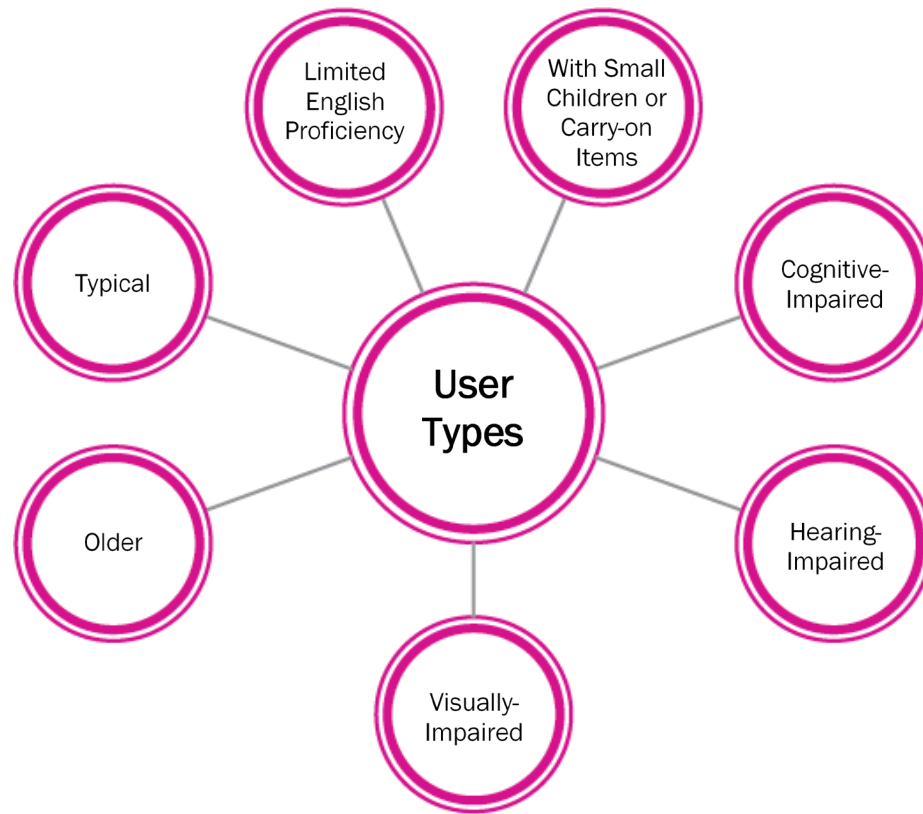 Limited
English
Proficiency
With Small
Children or
Carry-on
Items
Typical
Cognitive-
Impaired
User
Types
Older
Hearing-
Impaired
Visually-
Impaired